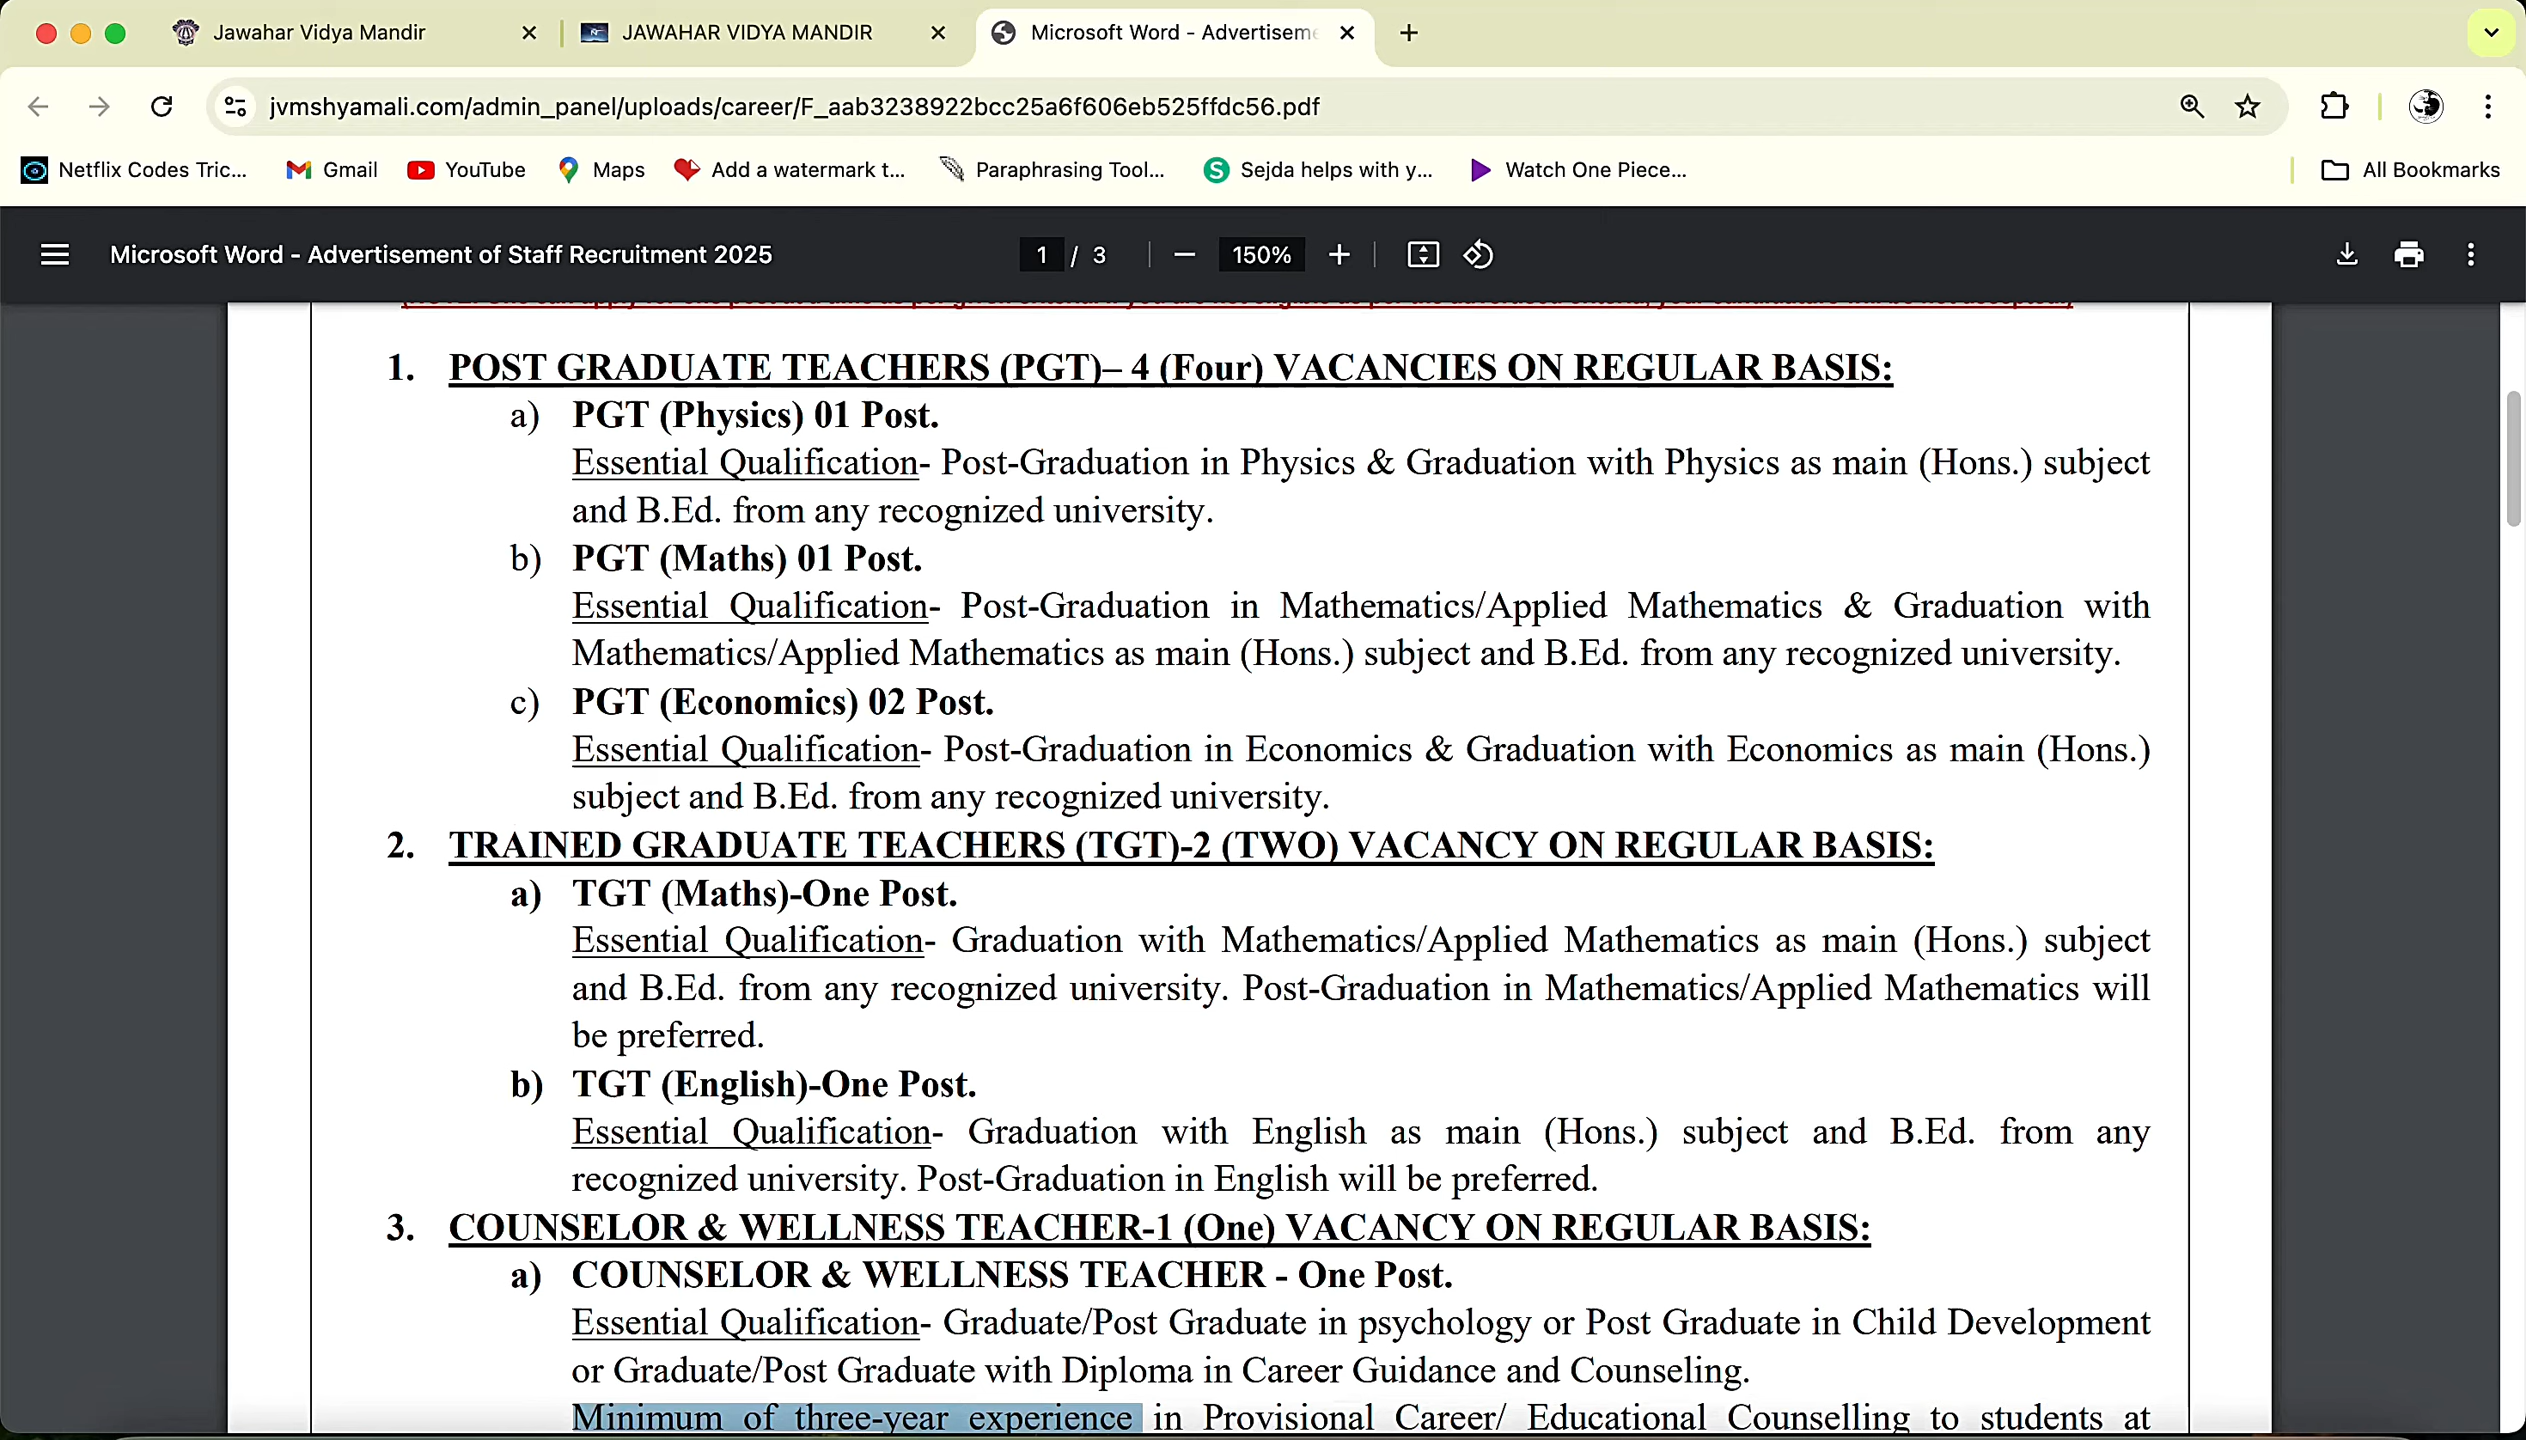 Jawahar Vidya Mandir
JAWAHAR VIDYA MANDIR
Microsoft Word - Advertiseme
jvmshyamali.com/admin_panel/uploads/career/F_aab3238922bcc25a6f606eb525ffdc56.pdf
Netflix Codes Tric... Gmail YouTube Maps Add a watermark t... Paraphrasing Tool... Sejda helps with y... Watch One Piece... All Bookmarks
Microsoft Word - Advertisement of Staff Recruitment 2025 1 / 3 150%
1. POST GRADUATE TEACHERS (PGT)– 4 (Four) VACANCIES ON REGULAR BASIS:
a) PGT (Physics) 01 Post.
Essential Qualification- Post-Graduation in Physics & Graduation with Physics as main (Hons.) subject
and B.Ed. from any recognized university.
b) PGT (Maths) 01 Post.
Essential Qualification- Post-Graduation in Mathematics/Applied Mathematics & Graduation with
Mathematics/Applied Mathematics as main (Hons.) subject and B.Ed. from any recognized university.
c) PGT (Economics) 02 Post.
Essential Qualification- Post-Graduation in Economics & Graduation with Economics as main (Hons.)
subject and B.Ed. from any recognized university.
2. TRAINED GRADUATE TEACHERS (TGT)-2 (TWO) VACANCY ON REGULAR BASIS:
a) TGT (Maths)-One Post.
Essential Qualification- Graduation with Mathematics/Applied Mathematics as main (Hons.) subject
and B.Ed. from any recognized university. Post-Graduation in Mathematics/Applied Mathematics will
be preferred.
b) TGT (English)-One Post.
Essential Qualification- Graduation with English as main (Hons.) subject and B.Ed. from any
recognized university. Post-Graduation in English will be preferred.
3. COUNSELOR & WELLNESS TEACHER-1 (One) VACANCY ON REGULAR BASIS:
a) COUNSELOR & WELLNESS TEACHER - One Post.
Essential Qualification- Graduate/Post Graduate in psychology or Post Graduate in Child Development
or Graduate/Post Graduate with Diploma in Career Guidance and Counseling.
Minimum of three-year experience in Provisional Career/ Educational Counselling to students at